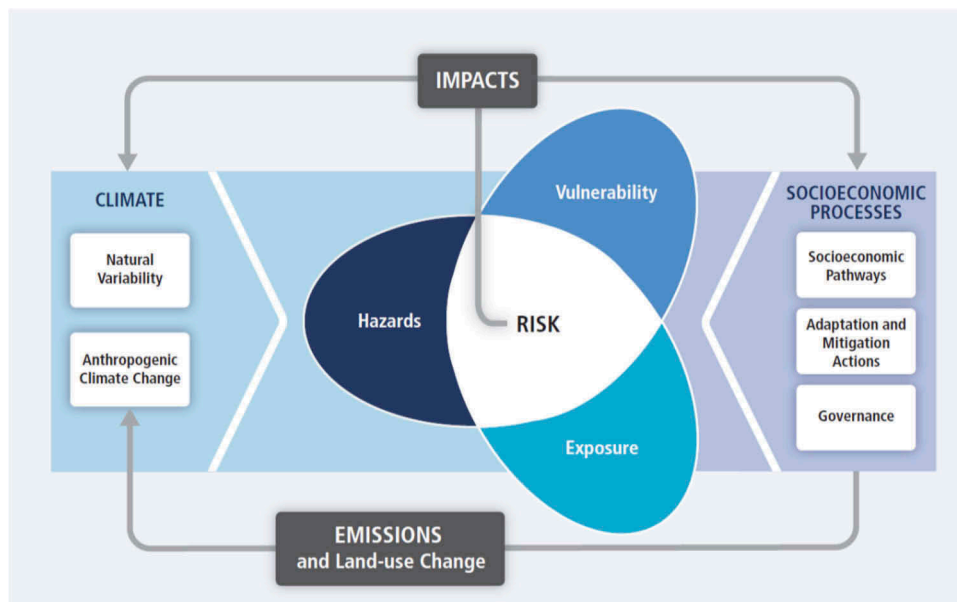 IMPACTS
CLIMATE
Natural
Variability
Anthropogenic
Climate Change
Hazards
Vulnerability
RISK
Exposure
SOCIOECONOMIC
PROCESSES
Socioeconomic
Pathways
Adaptation and
Mitigation
Actions
Governance
EMISSIONS
and Land-use Change